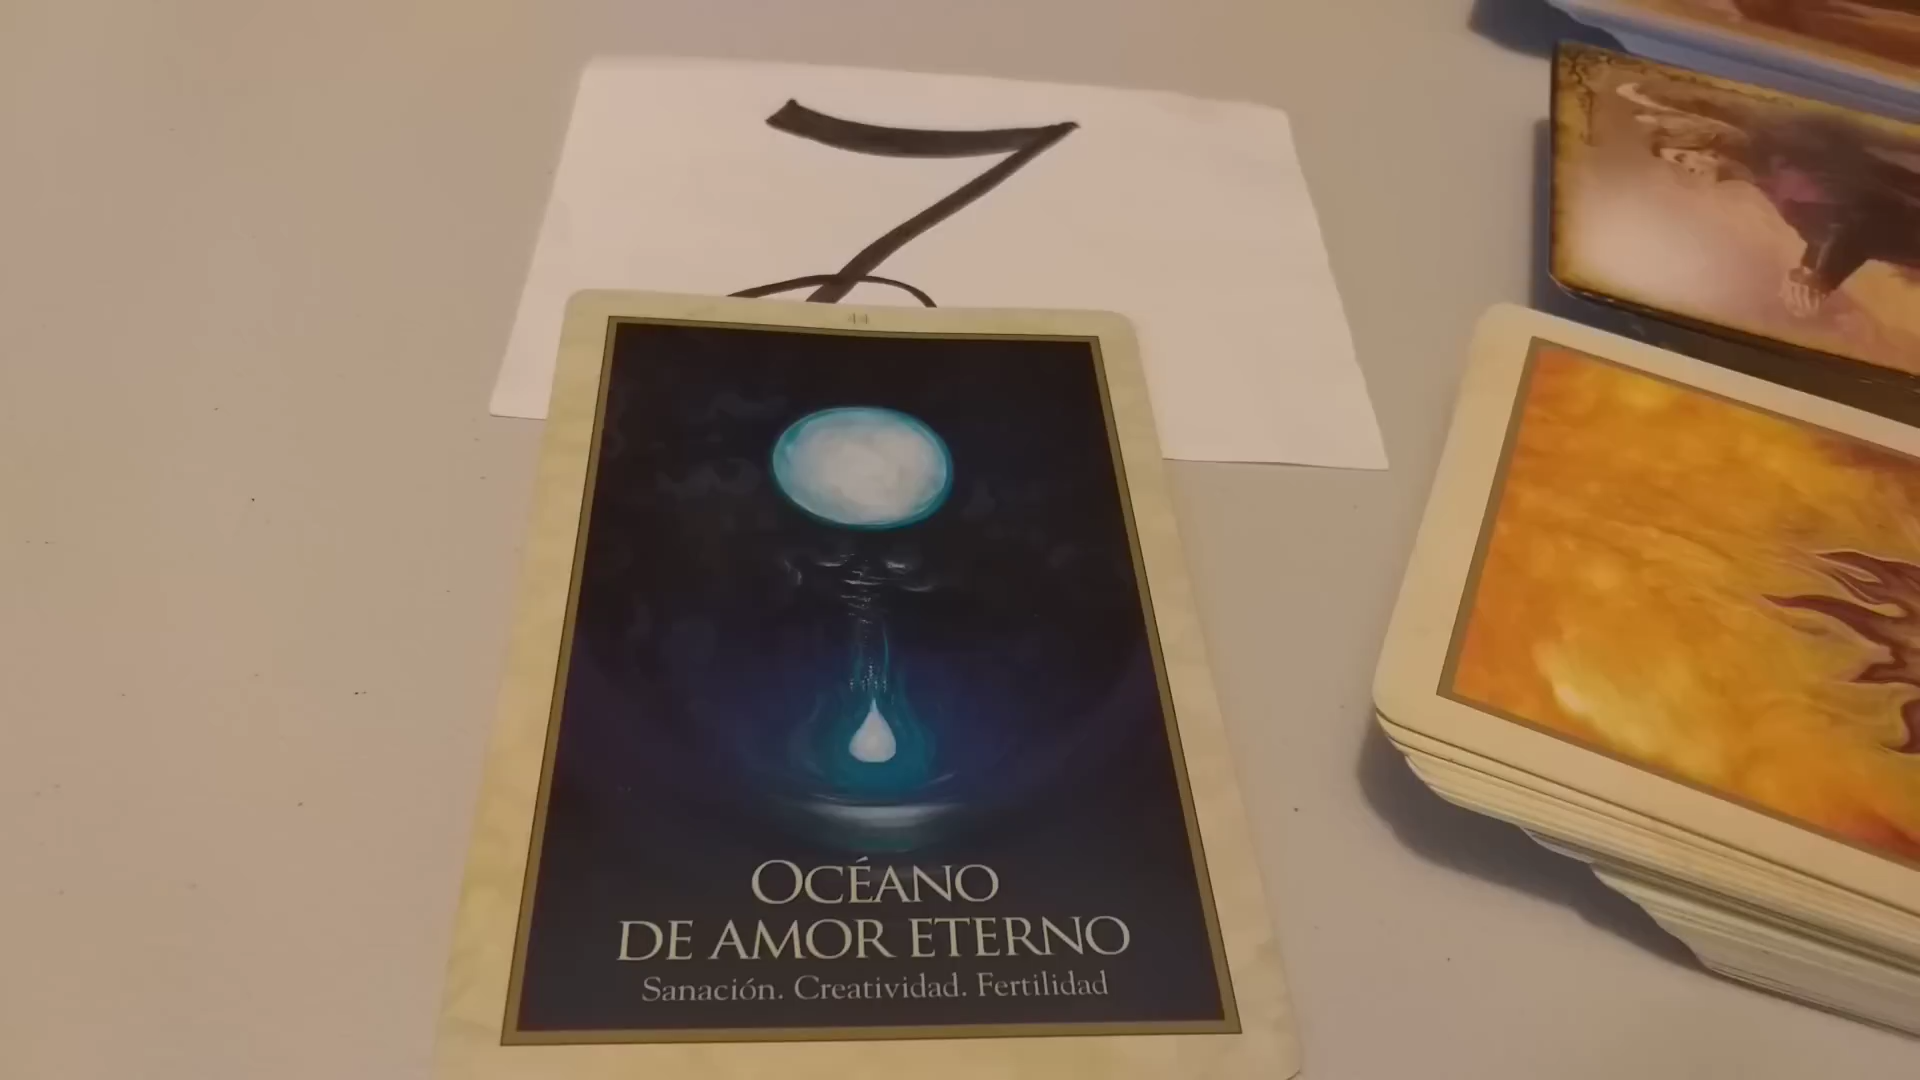 7
44
OCÉANO
DE AMOR ETERNO
Sanación. Creatividad. Fertilidad